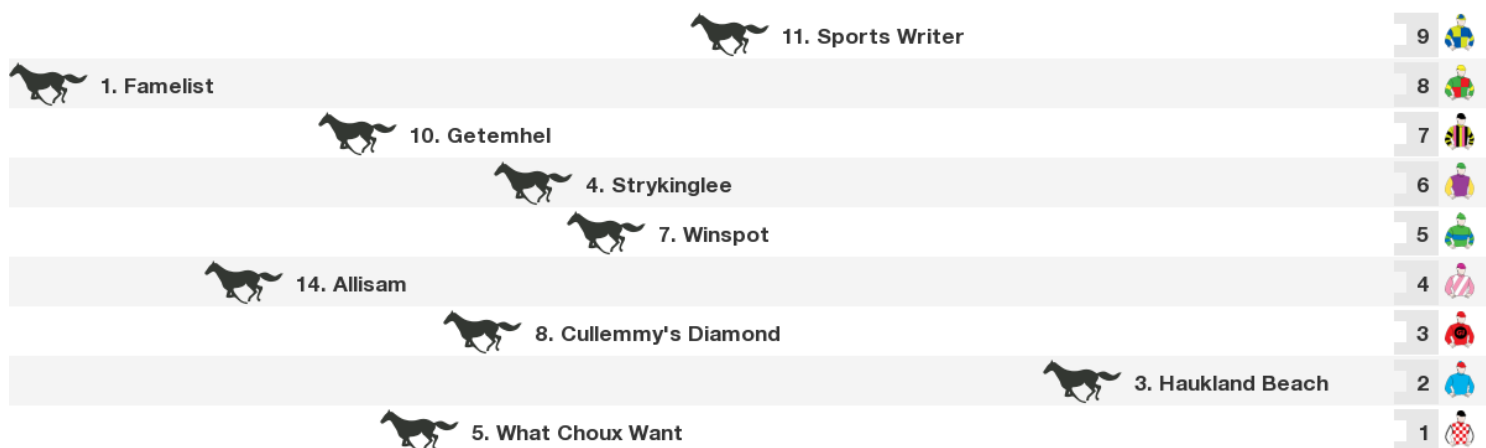 11. Sports Writer 9
1. Famelist 8
10. Getemhel 7
4. Strykinglee 6
7. Winspot 5
14. Allisam 4
8. Cullemmy's Diamond 3
3. Haukland Beach 2
5. What Choux Want 1